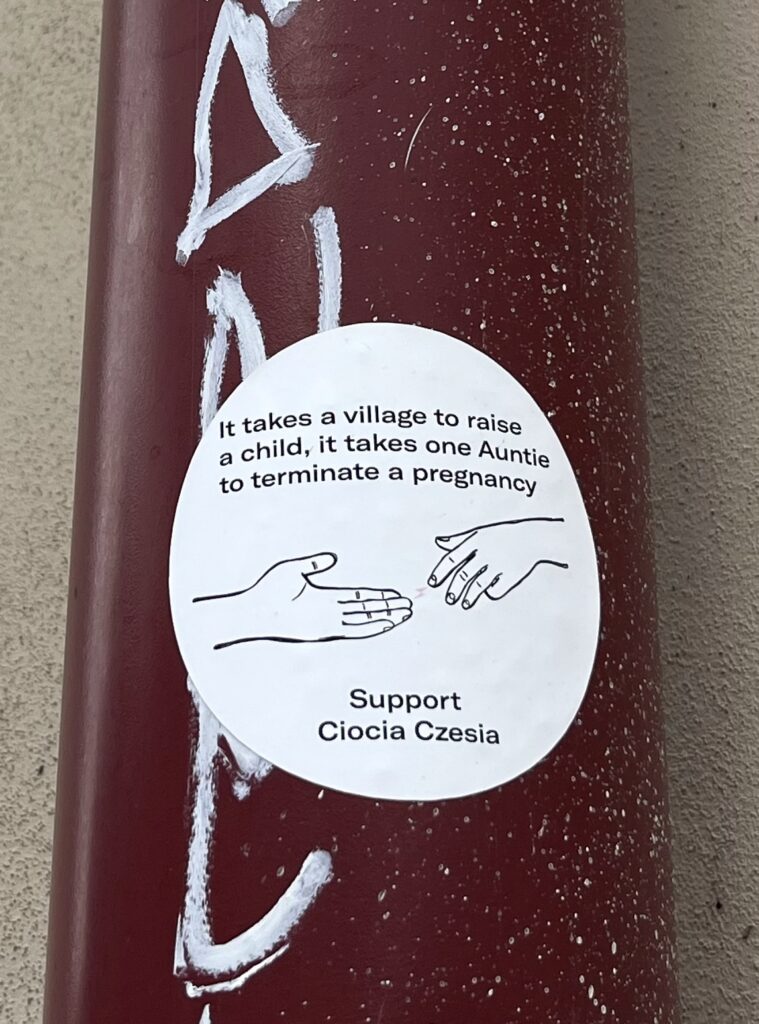 It takes a village to raise
a child, it takes one Auntie
to terminate a pregnancy
Support
Ciocia Czesia